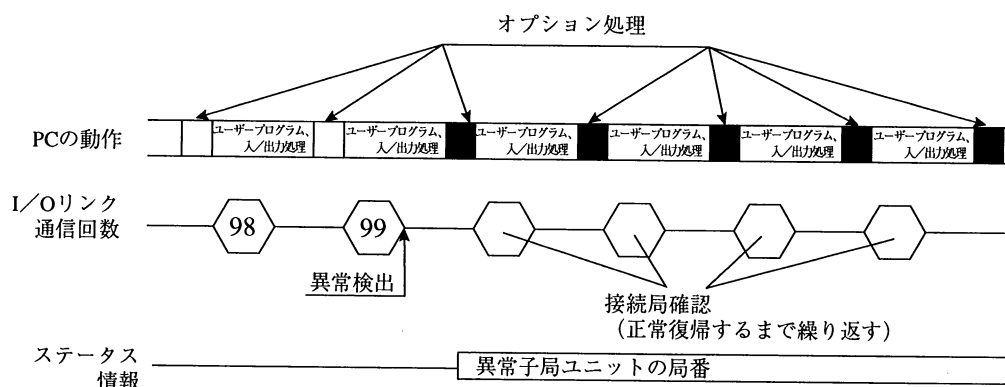 オプション処理
PCの動作
ユーザープログラム、
入/出力処理
ユーザープログラム、
入/出力処理
ユーザープログラム、
入/出力処理
ユーザープログラム、
入/出力処理
ユーザープログラム、
入/出力処理
ユーザープログラム、
入/出力処理
I/Oリンク
通信回数
98
99
異常検出
接続局確認
(正常復帰するまで繰り返す)
ステータス
情報
異常子局ユニットの局番